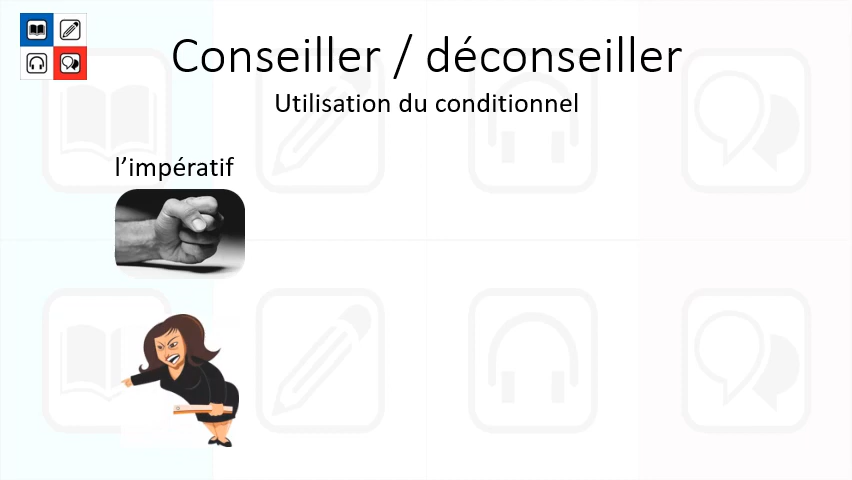 Conseiller / déconseiller
Utilisation du conditionnel
l’impératif